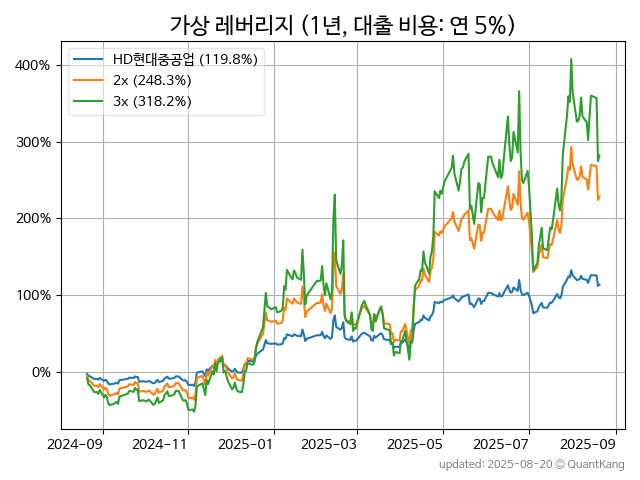 가상 레버리지 (1년, 대출 비용: 연 5%)
HD현대중공업 (119.8%)
2x (248.3%)
3x (318.2%)
400%
300%
200%
100%
0%
2024-09 2024-11 2025-01 2025-03 2025-05 2025-07 2025-09
updated: 2025-08-20 © QuantKang